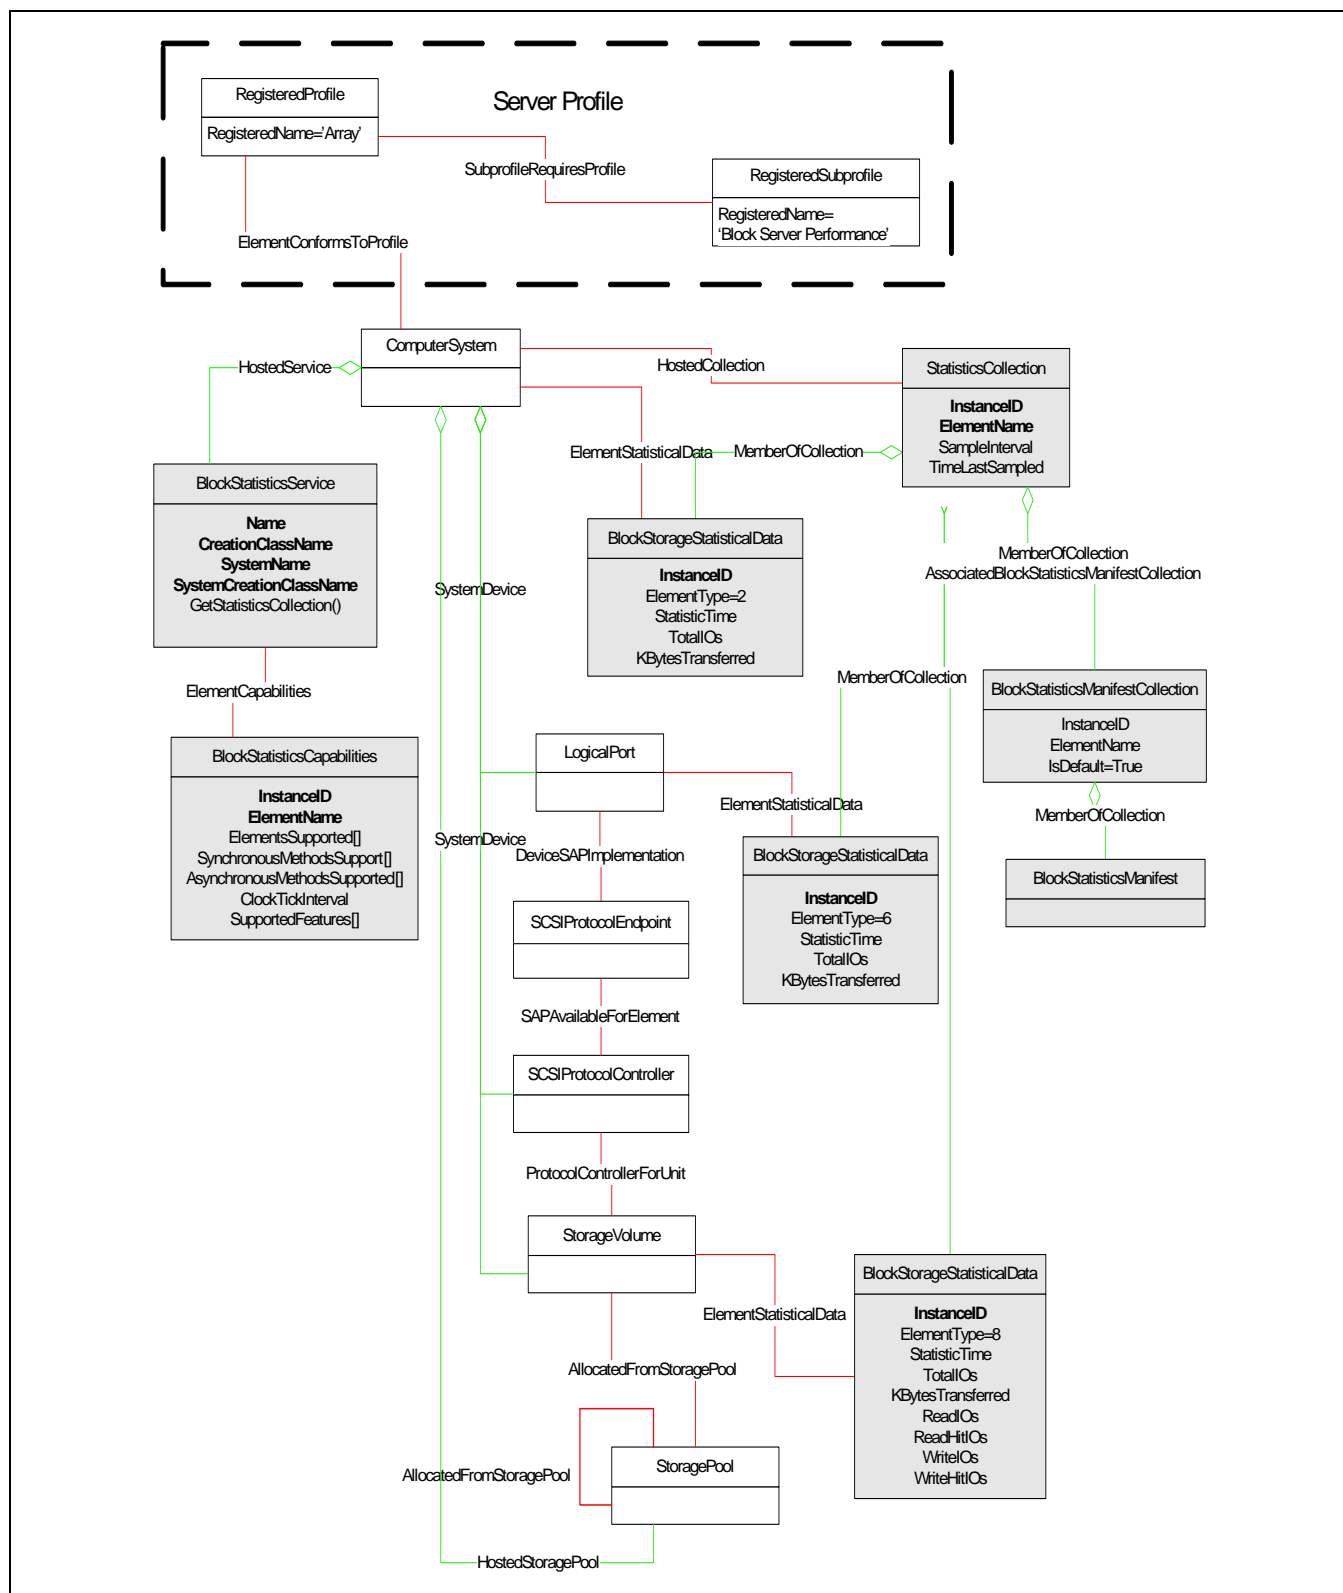 Server Profile
RegisteredProfile
RegisteredName='Array'
SubprofileRequiresProfile
RegisteredSubprofile
RegisteredName=
'Block Server Performance'
ElementConformsToProfile
ComputerSystem
HostedService
HostedCollection
StatisticsCollection
InstanceID
ElementName
SampleInterval
TimeLastSampled
ElementStatisticalData
MemberOfCollection
BlockStatisticsService
Name
CreationClassName
SystemName
SystemCreationClassName
GetStatisticsCollection()
BlockStorageStatisticalData
InstanceID
ElementType=2
StatisticTime
TotalIOs
KBytesTransferred
SystemDevice
MemberOfCollection
AssociatedBlockStatisticsManifestCollection
MemberOfCollection
BlockStatisticsManifestCollection
InstanceID
ElementName
IsDefault=True
MemberOfCollection
BlockStatisticsManifest
ElementCapabilities
BlockStatisticsCapabilities
InstanceID
ElementName
ElementsSupported[]
SynchronousMethodsSupport[]
AsynchronousMethodsSupported[]
ClockTickInterval
SupportedFeatures[]
LogicalPort
ElementStatisticalData
SystemDevice
DeviceSAPImplementation
BlockStorageStatisticalData
InstanceID
ElementType=6
StatisticTime
TotalIOs
KBytesTransferred
SCSIProtocolEndpoint
SAPAvailableForElement
SCSIProtocolController
ProtocolControllerForUnit
StorageVolume
ElementStatisticalData
BlockStorageStatisticalData
InstanceID
ElementType=8
StatisticTime
TotalIOs
KBytesTransferred
ReadIOs
ReadHitIOs
WriteIOs
WriteHitIOs
AllocatedFromStoragePool
StoragePool
AllocatedFromStoragePool
HostedStoragePool